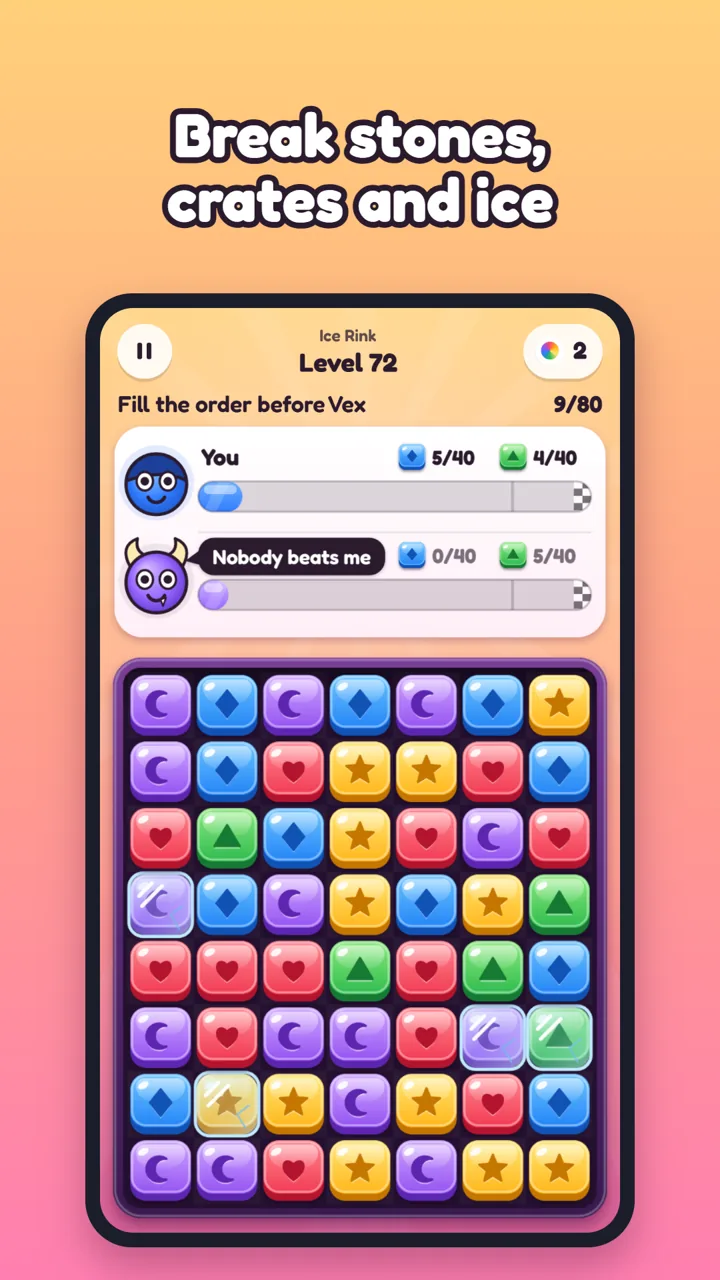 Break stones,
crates and ice
Ice Rink
Level 72
2
Fill the order before Vex
9/80
You
5/40
4/40
Nobody beats me
0/40
5/40